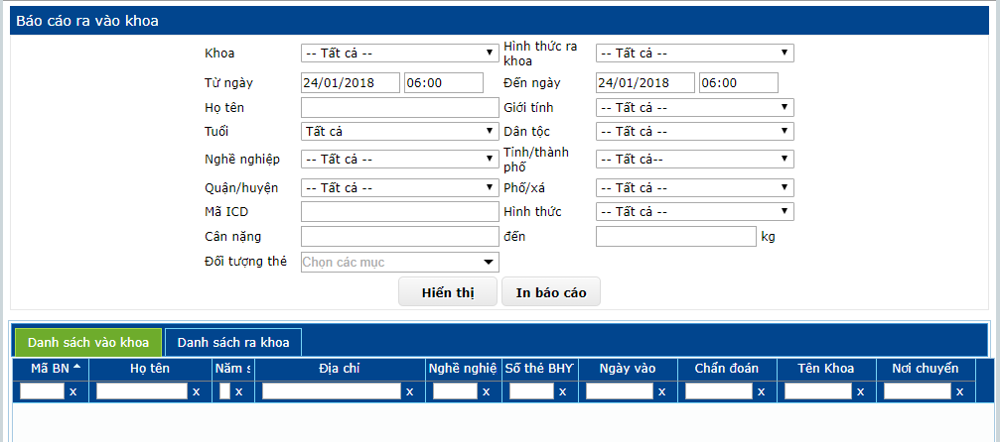 Báo cáo ra vào khoa
Khoa -- Tất cả -- Hình thức ra khoa -- Tất cả --
Từ ngày 24/01/2018 06:00 Đến ngày 24/01/2018 06:00
Họ tên Giới tính -- Tất cả --
Tuổi Tất cả Dân tộc -- Tất cả --
Nghề nghiệp -- Tất cả -- Tỉnh/thành phố -- Tất cả--
Quận/huyện -- Tất cả -- Phố/xá -- Tất cả --
Mã ICD Hình thức -- Tất cả --
Cân nặng đến kg
Đối tượng thẻ Chọn các mục
Hiển thị In báo cáo
Danh sách vào khoa Danh sách ra khoa
Mã BN Họ tên Năm s Địa chỉ Nghề nghiệ Số thẻ BHY Ngày vào Chẩn đoán Tên Khoa Nơi chuyển
x x x x x x x x x x